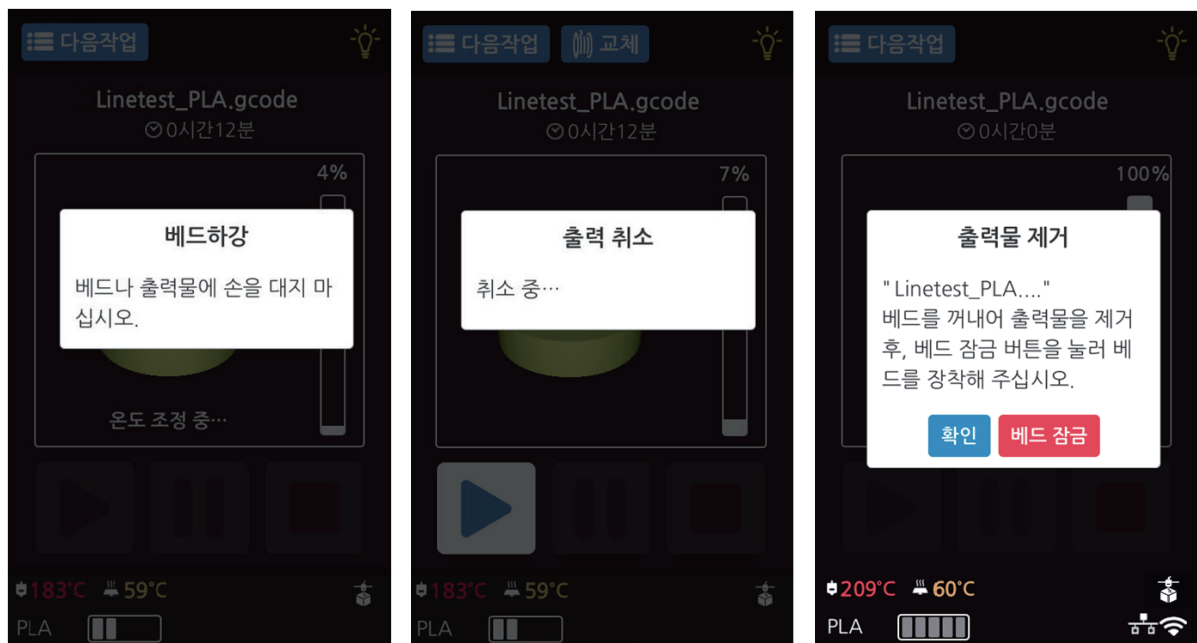 다음작업
Linetest_PLA.gcode
0시간12분
4%
베드하강
베드나 출력물에 손을 대지 마
십시오.
온도 조정 중…
183°C 59°C
PLA
다음작업 교체
Linetest_PLA.gcode
0시간12분
7%
출력 취소
취소 중…
183°C 59°C
PLA
다음작업
Linetest_PLA.gcode
0시간0분
100%
출력물 제거
"Linetest_PLA...."
베드를 꺼내어 출력물을 제거
후, 베드 잠금 버튼을 눌러 베
드를 장착해 주십시오.
확인 베드 잠금
209°C 60°C
PLA